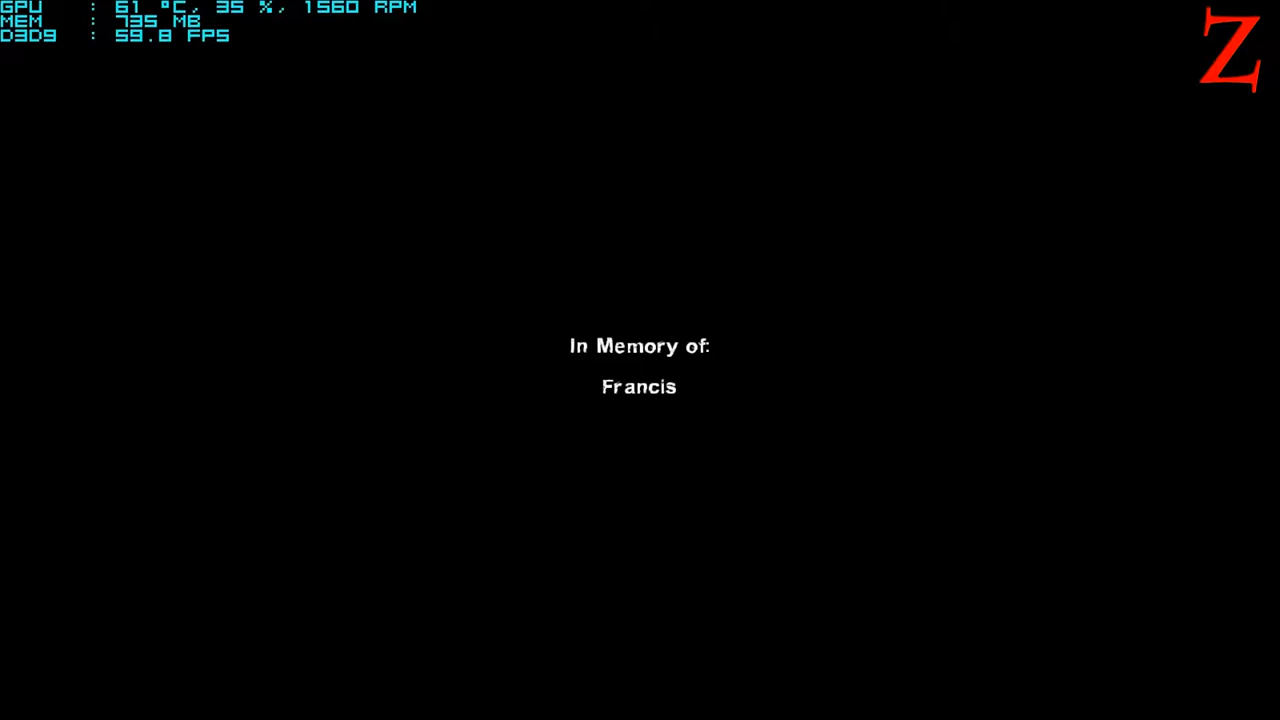 GPU : 61 °C, 35 %, 1560 RPM
MEM : 735 MB
D3D9 : 59.8 FPS
Z
In Memory of:
Francis